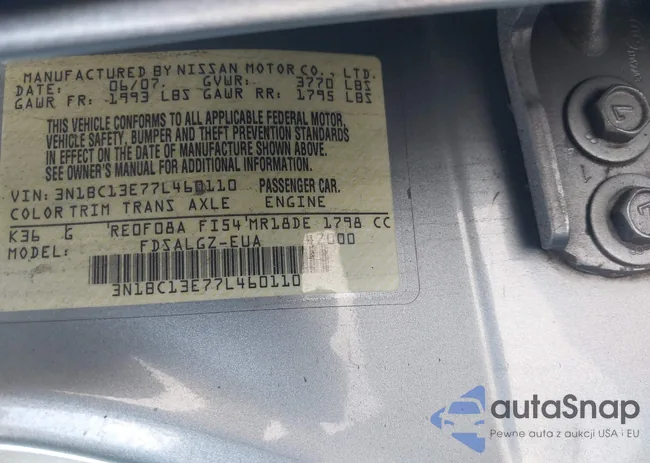 MANUFACTURED BY NISSAN MOTOR CO., LTD.
DATE: 06/07. GVWR: 3770 LBS
GAWR FR: 1993 LBS GAWR RR: 1795 LBS
THIS VEHICLE CONFORMS TO ALL APPLICABLE FEDERAL MOTOR
VEHICLE SAFETY, BUMPER AND THEFT PREVENTION STANDARDS
IN EFFECT ON THE DATE OF MANUFACTURE SHOWN ABOVE. SEE
OWNER'S MANUAL FOR ADDITIONAL INFORMATION.
VIN: 3N1BC13E77L460110 PASSENGER CAR.
COLOR TRIM TRANS AXLE ENGINE
K36 G RE0F08A FI54 MR18DE 1798 CC
MODEL: FDSALGZ-EUA 47000
3N1BC13E77L460110
autaSnap
Pewne auta z aukcji USA i EU